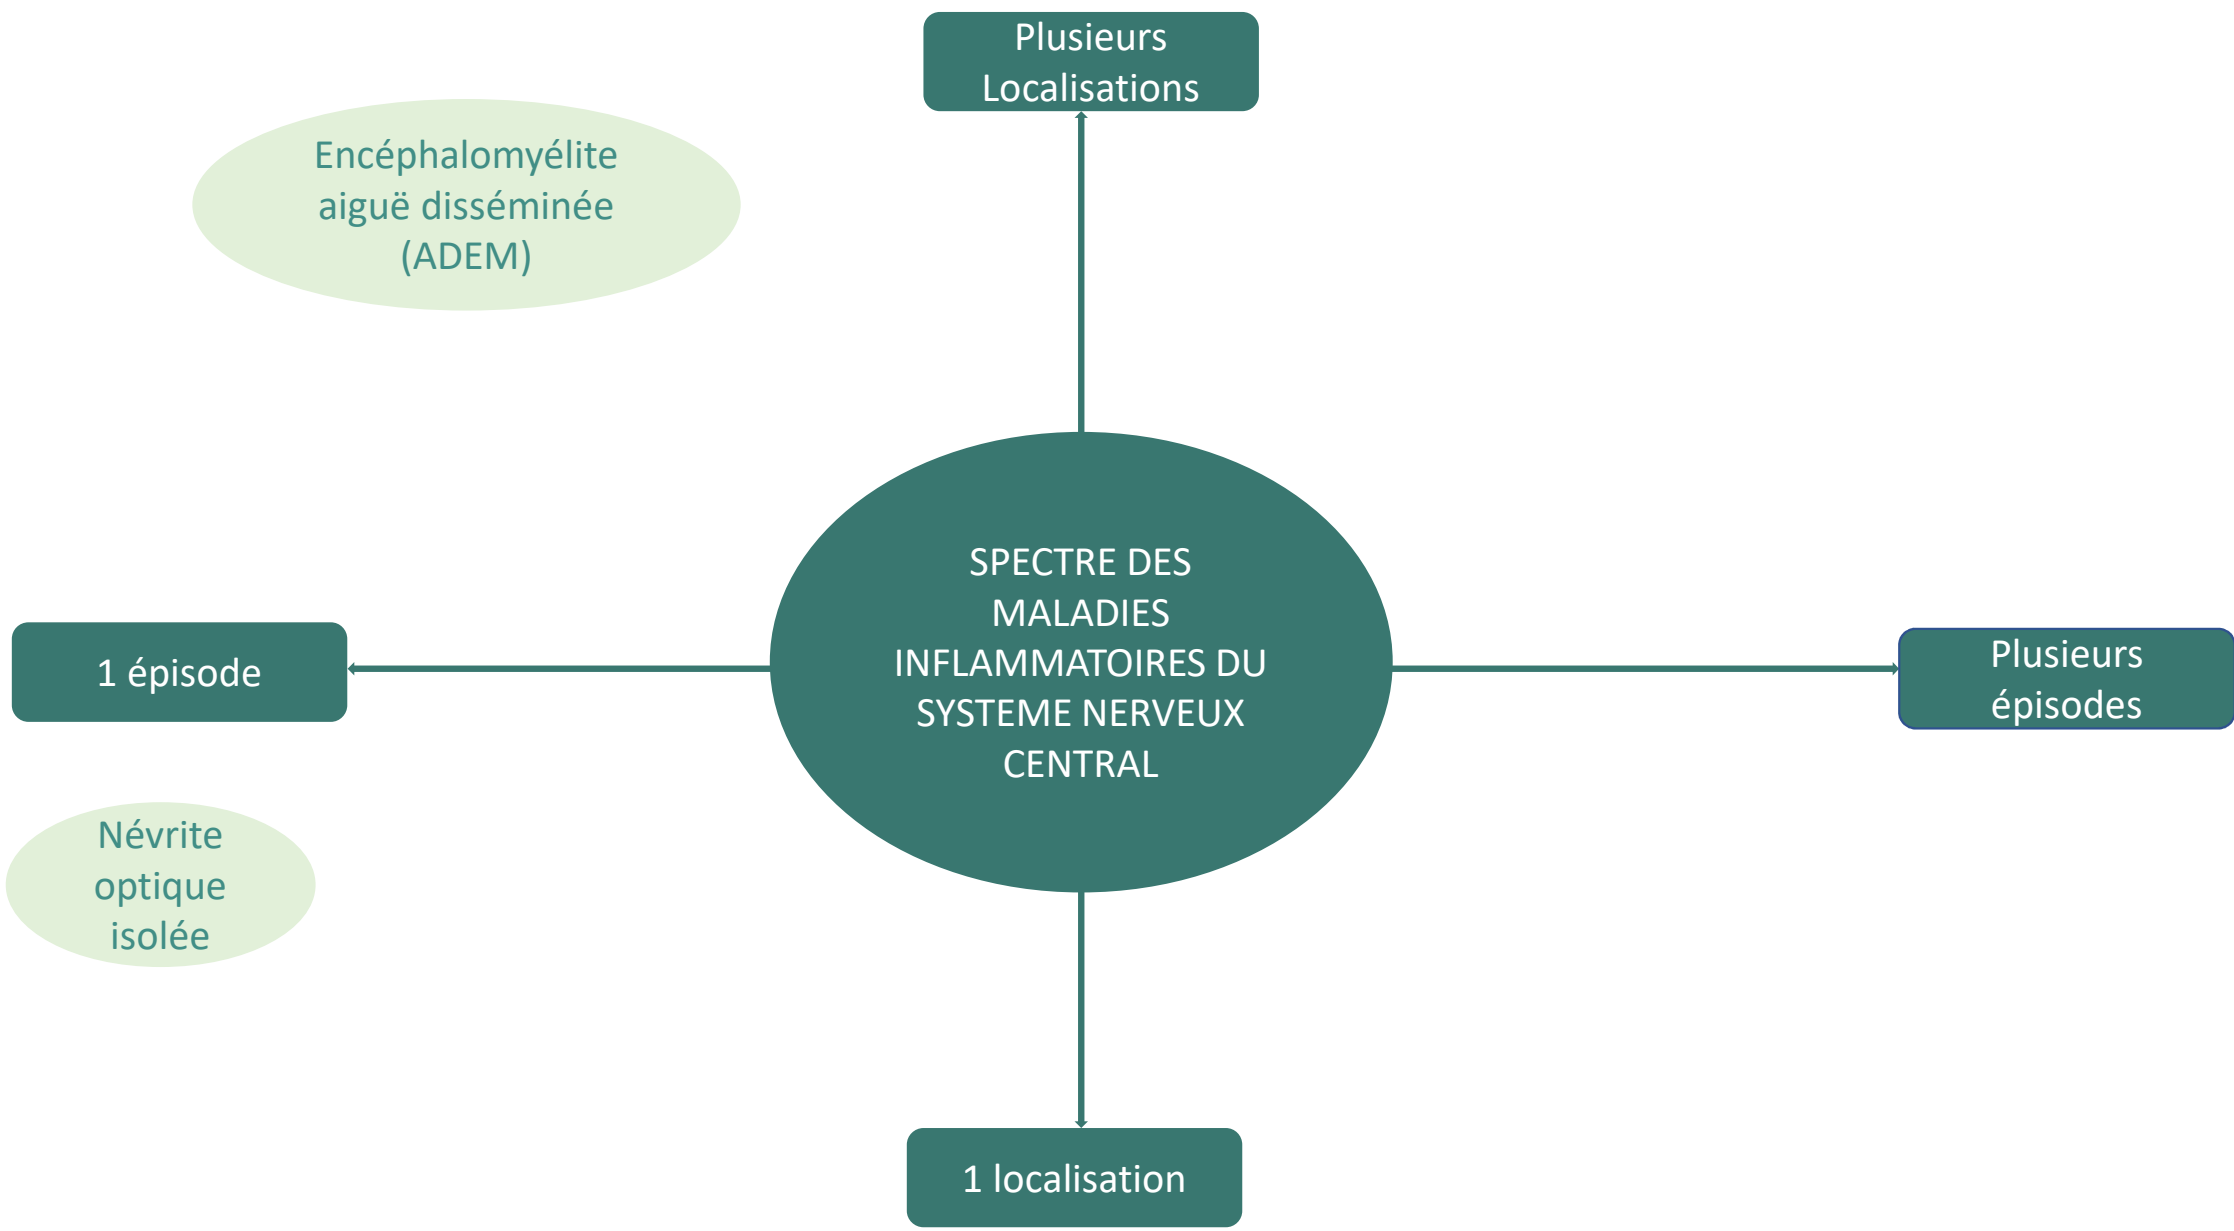 Plusieurs
Localisations
Encéphalomyélite
aiguë disséminée
(ADEM)
SPECTRE DES
MALADIES
INFLAMMATOIRES DU
SYSTEME NERVEUX
CENTRAL
1 épisode
Plusieurs
épisodes
Névrite
optique
isolée
1 localisation